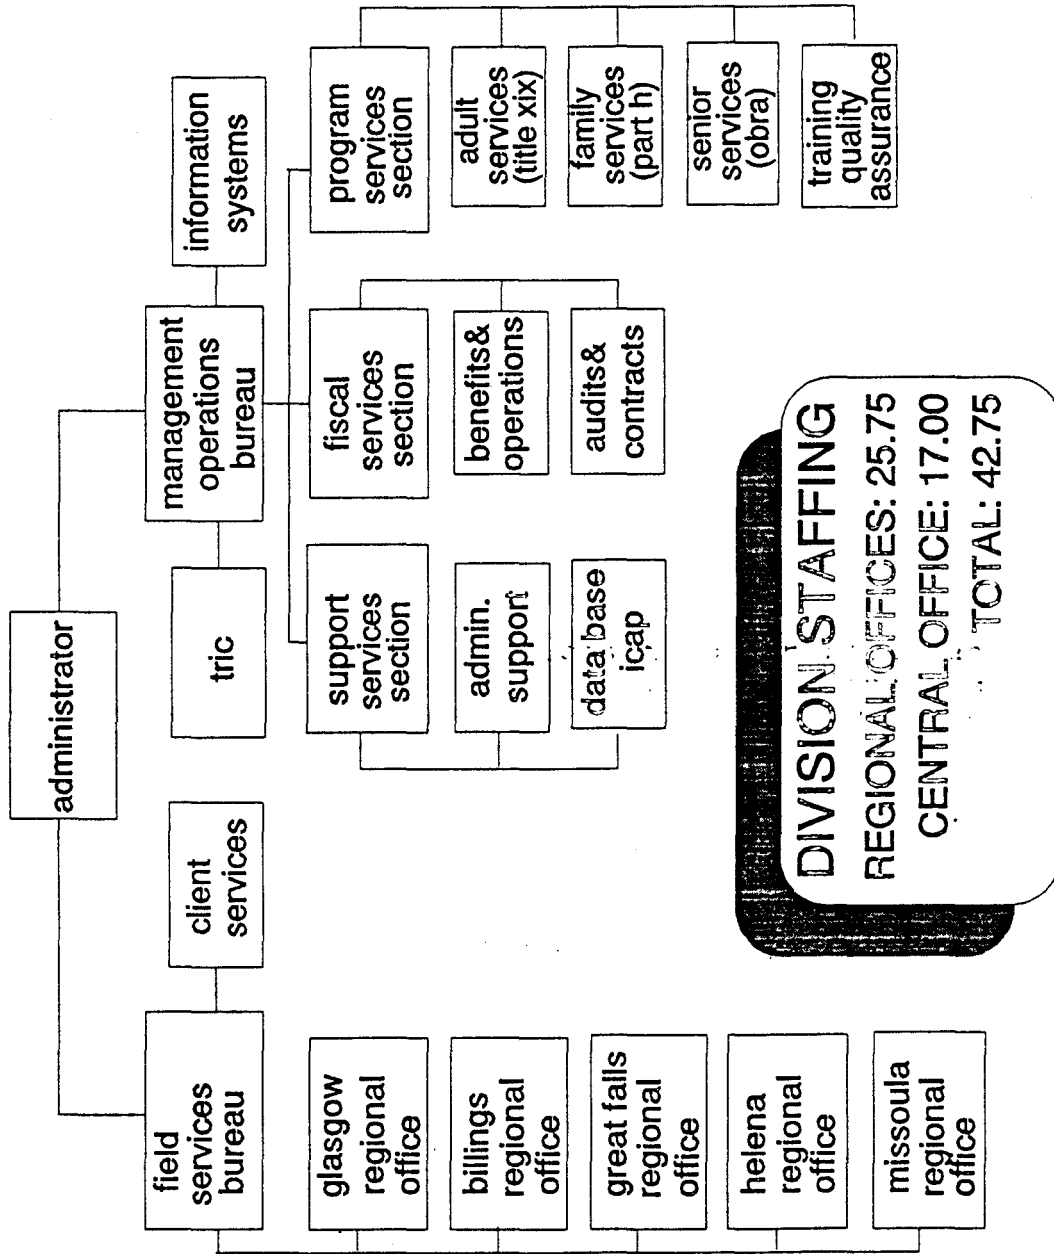 administrator
field
services
bureau
client
services
tric
management
operations
bureau
information
systems
glasgow
regional
office
billings
regional
office
great falls
regional
office
helena
regional
office
missoula
regional
office
support
services
section
admin.
support
data base
icap
fiscal
services
section
benefits&
operations
audits&
contracts
program
services
section
adult
services
(title xix)
family
services
(part h)
senior
services
(obra)
training
quality
assurance
DIVISION STAFFING
REGIONAL OFFICES: 25.75
CENTRAL OFFICE: 17.00
TOTAL: 42.75